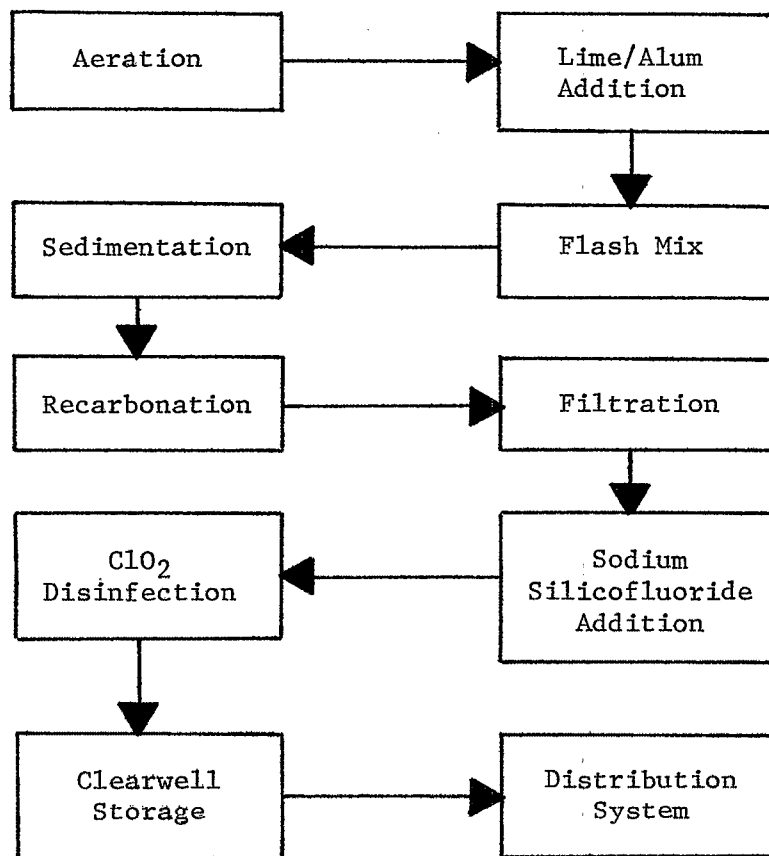 Aeration
Lime/Alum
Addition
Sedimentation
Flash Mix
Recarbonation
Filtration
ClO2
Disinfection
Sodium
Silicofluoride
Addition
Clearwell
Storage
Distribution
System